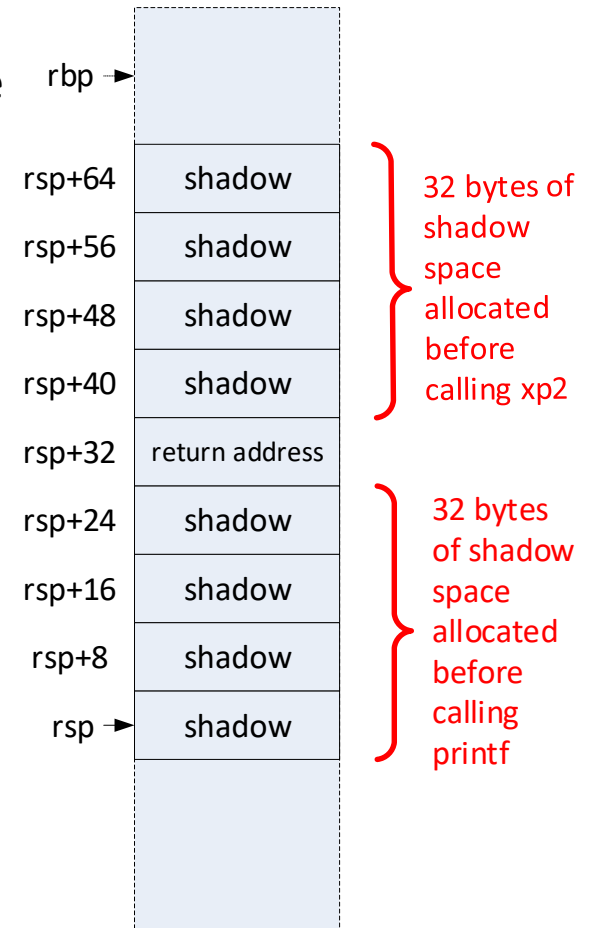 e
rbp
rsp+64 shadow
rsp+56 shadow
rsp+48 shadow
rsp+40 shadow
32 bytes of
shadow
space
allocated
before
calling xp2
rsp+32 return address
rsp+24 shadow
rsp+16 shadow
rsp+8 shadow
rsp shadow
32 bytes
of shadow
space
allocated
before
calling
printf